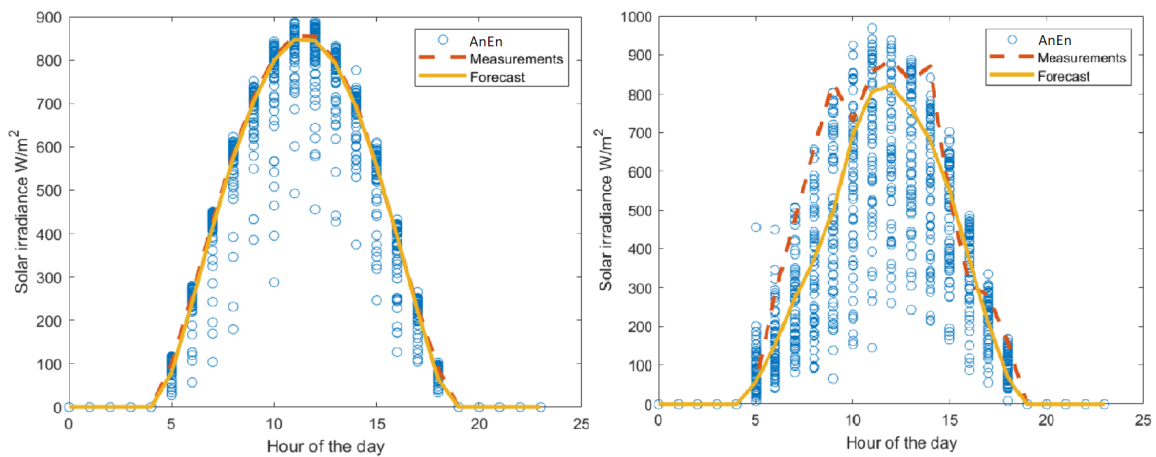 900
800
700
600
500
400
300
200
100
0
0 5 10 15 20 25
Solar irradiance W/m²
Hour of the day
AnEn
Measurements
Forecast
1000
900
800
700
600
500
400
300
200
100
0
0 5 10 15 20 25
Solar irradiance W/m²
Hour of the day
AnEn
Measurements
Forecast